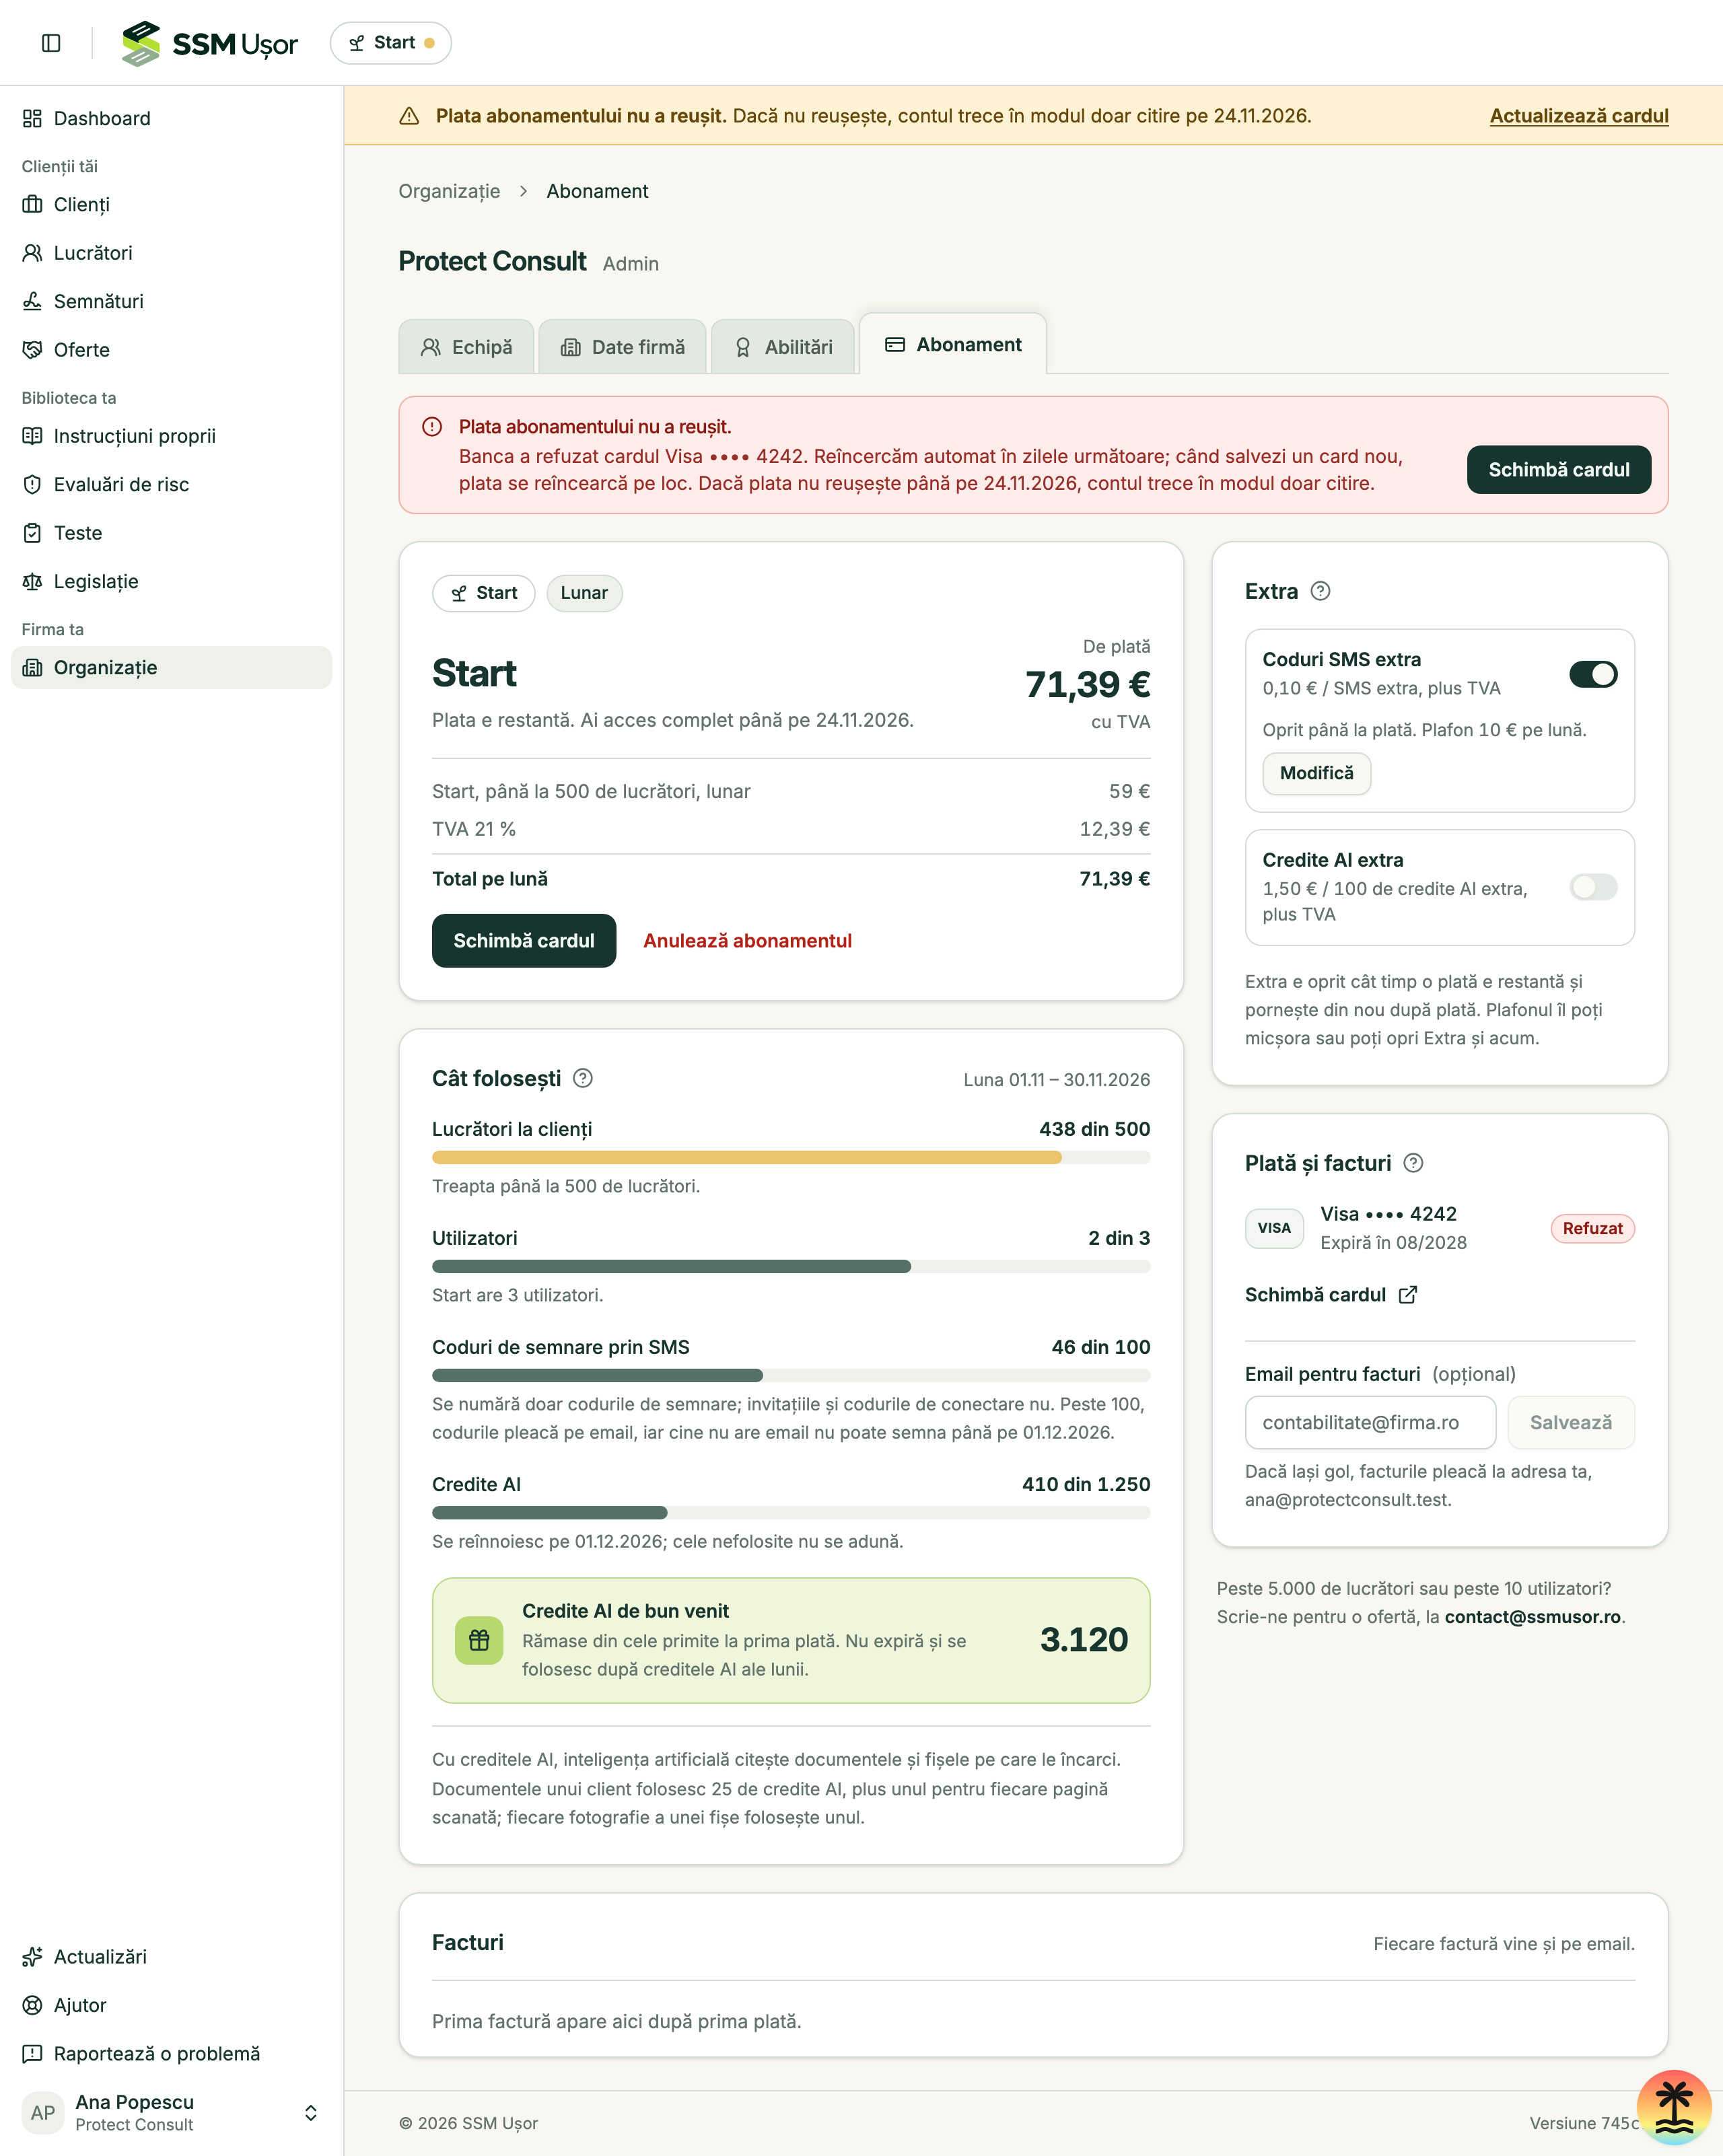 SSM Ușor
Start
Dashboard
Clienții tăi
Clienți
Lucrători
Semnături
Oferte
Biblioteca ta
Instrucțiuni proprii
Evaluări de risc
Teste
Legislație
Firma ta
Organizație
Actualizări
Ajutor
Raportează o problemă
AP
Ana Popescu
Protect Consult
Plata abonamentului nu a reușit. Dacă nu reușește, contul trece în modul doar citire pe 24.11.2026.
Actualizează cardul
Organizație > Abonament
Protect Consult Admin
Echipă
Date firmă
Abilitări
Abonament
Plata abonamentului nu a reușit.
Banca a refuzat cardul Visa •••• 4242. Reîncercăm automat în zilele următoare; când salvezi un card nou,
plata se reîncearcă pe loc. Dacă plata nu reușește până pe 24.11.2026, contul trece în modul doar citire.
Schimbă cardul
Start
Lunar
Start
Plata e restantă. Ai acces complet până pe 24.11.2026.
De plată
71,39 €
cu TVA
Start, până la 500 de lucrători, lunar 59 €
TVA 21 % 12,39 €
Total pe lună 71,39 €
Schimbă cardul
Anulează abonamentul
Cât folosești
Luna 01.11 – 30.11.2026
Lucrători la clienți 438 din 500
Treapta până la 500 de lucrători.
Utilizatori 2 din 3
Start are 3 utilizatori.
Coduri de semnare prin SMS 46 din 100
Se numără doar codurile de semnare; invitațiile și codurile de conectare nu. Peste 100,
codurile pleacă pe email, iar cine nu are email nu poate semna până pe 01.12.2026.
Credite AI 410 din 1.250
Se reînnoiesc pe 01.12.2026; cele nefolosite nu se adună.
Credite AI de bun venit
Rămase din cele primite la prima plată. Nu expiră și se
folosesc după creditele AI ale lunii.
3.120
Cu creditele AI, inteligența artificială citește documentele și fișele pe care le încarci.
Documentele unui client folosesc 25 de credite AI, plus unul pentru fiecare pagină
scanată; fiecare fotografie a unei fișe folosește unul.
Extra
Coduri SMS extra
0,10 € / SMS extra, plus TVA
Oprit până la plată. Plafon 10 € pe lună.
Modifică
Credite AI extra
1,50 € / 100 de credite AI extra,
plus TVA
Extra e oprit cât timp o plată e restantă și
pornește din nou după plată. Plafonul îl poți
micșora sau poți opri Extra și acum.
Plată și facturi
VISA
Visa •••• 4242
Expiră în 08/2028
Refuzat
Schimbă cardul
Email pentru facturi (opțional)
contabilitate@firma.ro
Salvează
Dacă lași gol, facturile pleacă la adresa ta,
ana@protectconsult.test.
Peste 5.000 de lucrători sau peste 10 utilizatori?
Scrie-ne pentru o ofertă, la contact@ssmusor.ro.
Facturi
Fiecare factură vine și pe email.
Prima factură apare aici după prima plată.
© 2026 SSM Ușor
Versiune 745c